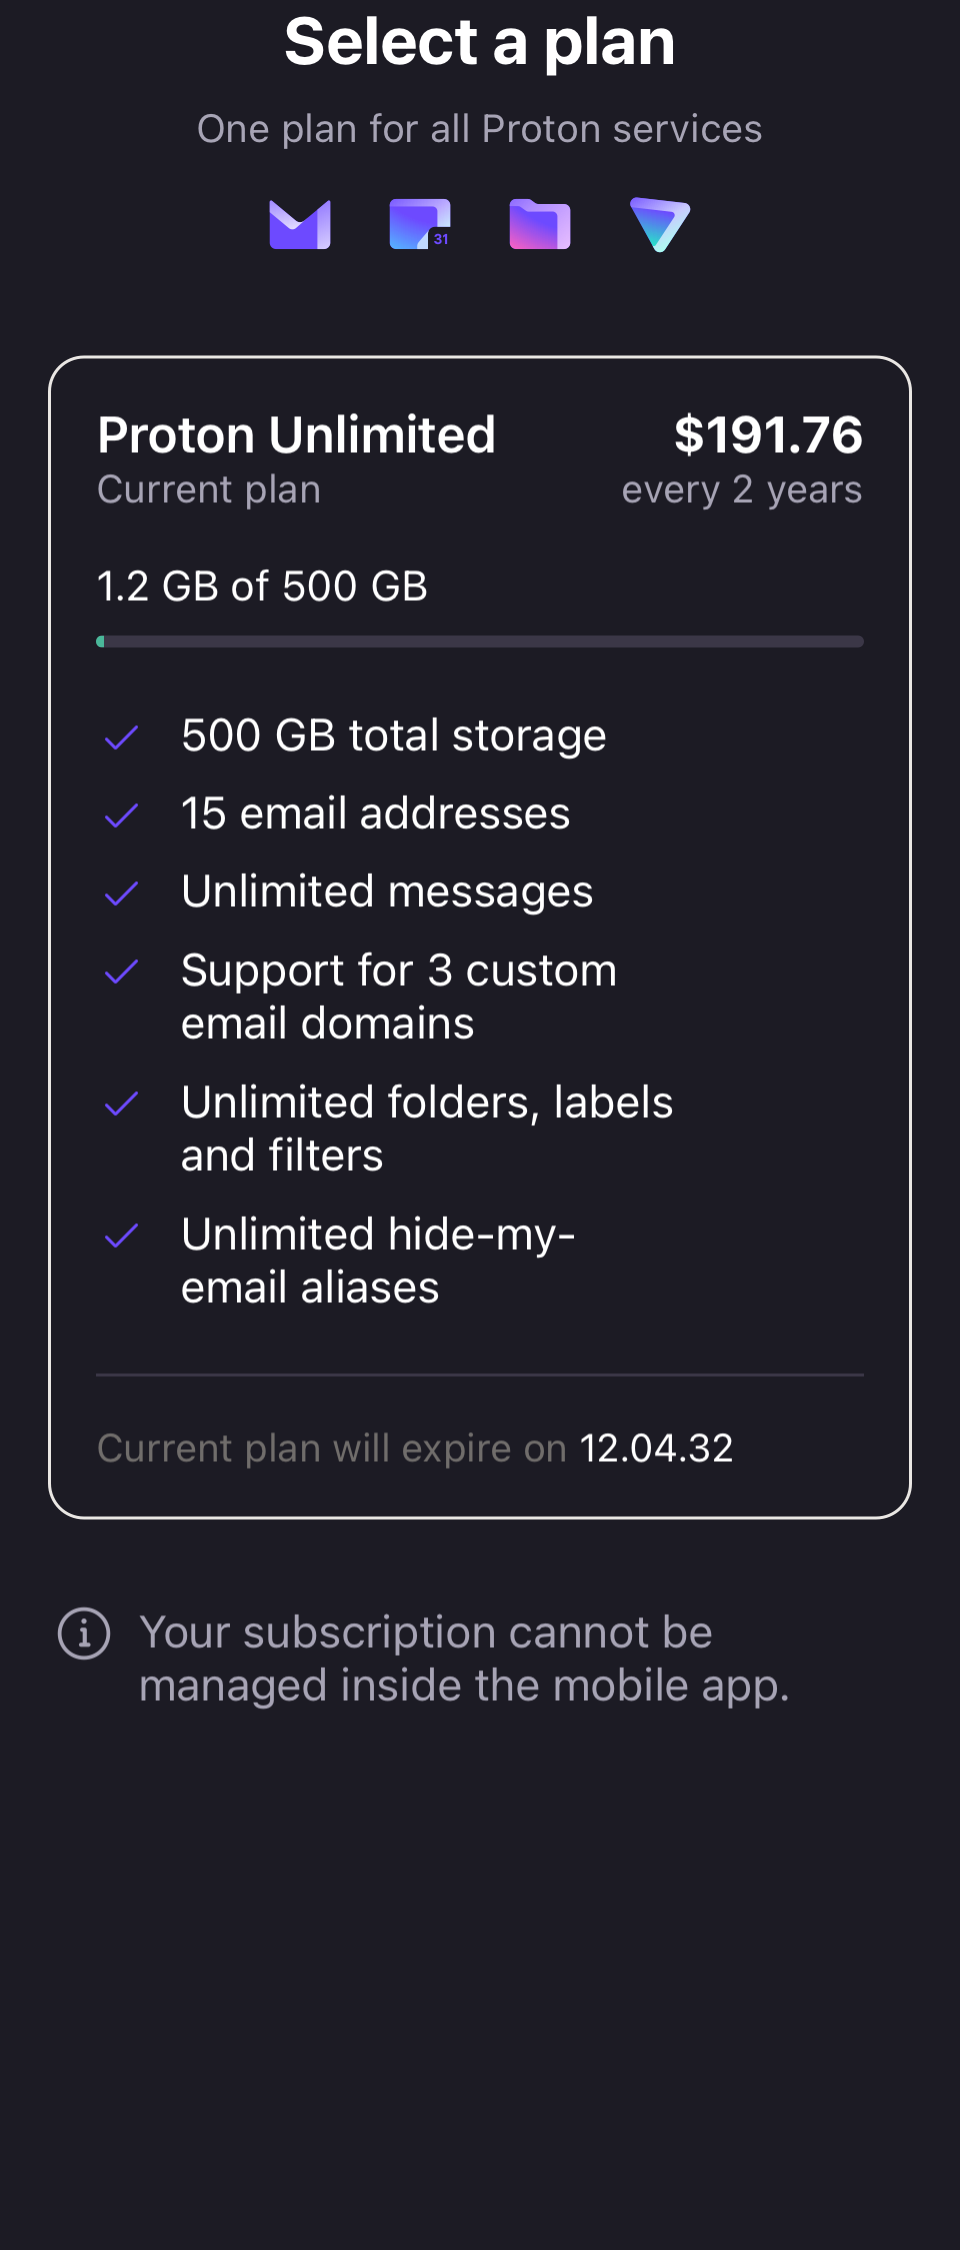 Select a plan
One plan for all Proton services
31
Proton Unlimited
$191.76
Current plan
every 2 years
1.2 GB of 500 GB
500 GB total storage
15 email addresses
Unlimited messages
Support for 3 custom
email domains
Unlimited folders, labels
and filters
Unlimited hide-my-
email aliases
Current plan will expire on 12.04.32
Your subscription cannot be
managed inside the mobile app.